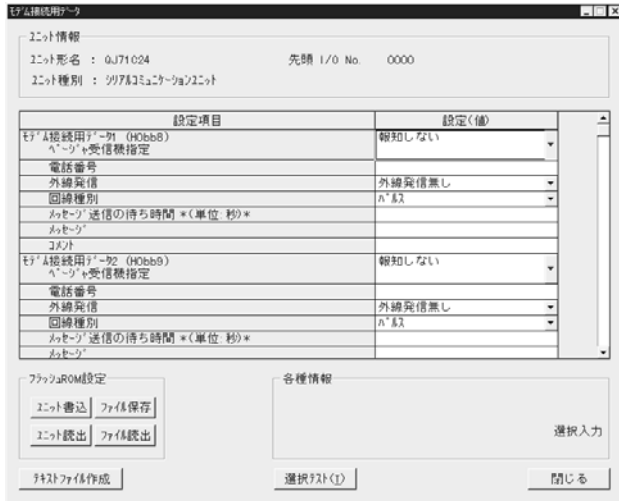 ﾓﾃﾞﾑ接続用ﾃﾞｰﾀ
ﾕﾆｯﾄ情報
ﾕﾆｯﾄ形名 : QJ71C24 先頭 I/O No. 0000
ﾕﾆｯﾄ種別 : ｼﾘｱﾙｺﾐｭﾆｹｰｼｮﾝﾕﾆｯﾄ
設定項目 設定(値)
ﾓﾃﾞﾑ接続用ﾃﾞｰﾀ1 (H0bb8) 報知しない
ﾍﾟｰｼﾞｬ受信機指定
電話番号
外線発信 外線発信無し
回線種別 ﾊﾟﾙｽ
ﾒｯｾｰｼﾞ送信の待ち時間 *(単位:秒)*
ﾒｯｾｰｼﾞ
ｺﾒﾝﾄ
ﾓﾃﾞﾑ接続用ﾃﾞｰﾀ2 (H0bb9) 報知しない
ﾍﾟｰｼﾞｬ受信機指定
電話番号
外線発信 外線発信無し
回線種別 ﾊﾟﾙｽ
ﾒｯｾｰｼﾞ送信の待ち時間 *(単位:秒)*
ﾒｯｾｰｼﾞ
ﾌﾗｯｼｭROM設定 各種情報
ﾕﾆｯﾄ書込 ﾌｧｲﾙ保存
ﾕﾆｯﾄ読出 ﾌｧｲﾙ読出 選択入力
ﾃｷｽﾄﾌｧｲﾙ作成 選択ﾃｽﾄ(T) 閉じる